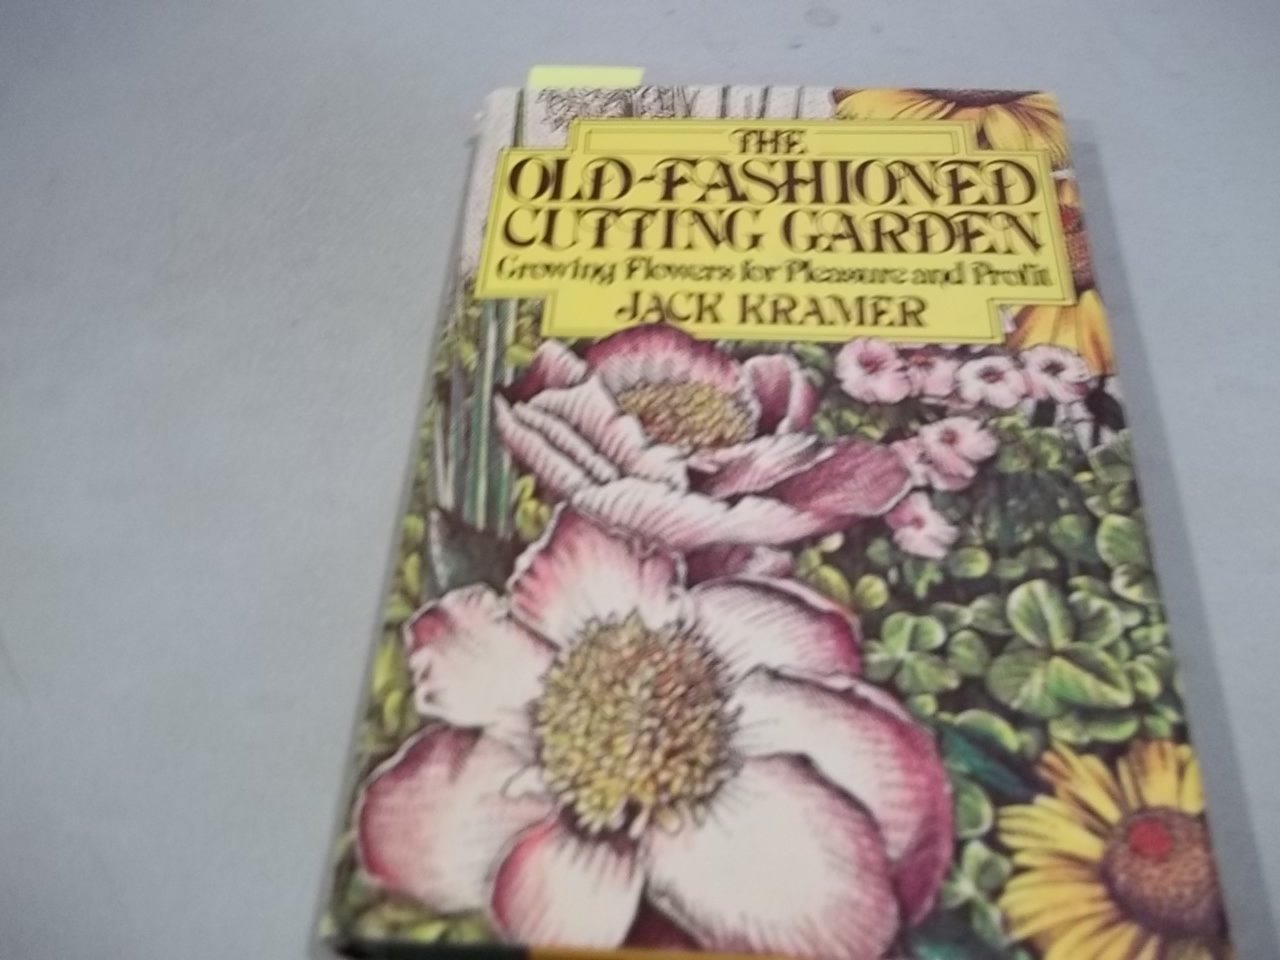 THE
OLD-FASHIONED
CUTTING GARDEN
Growing Flowers for Pleasure and Profit
JACK KRAMER